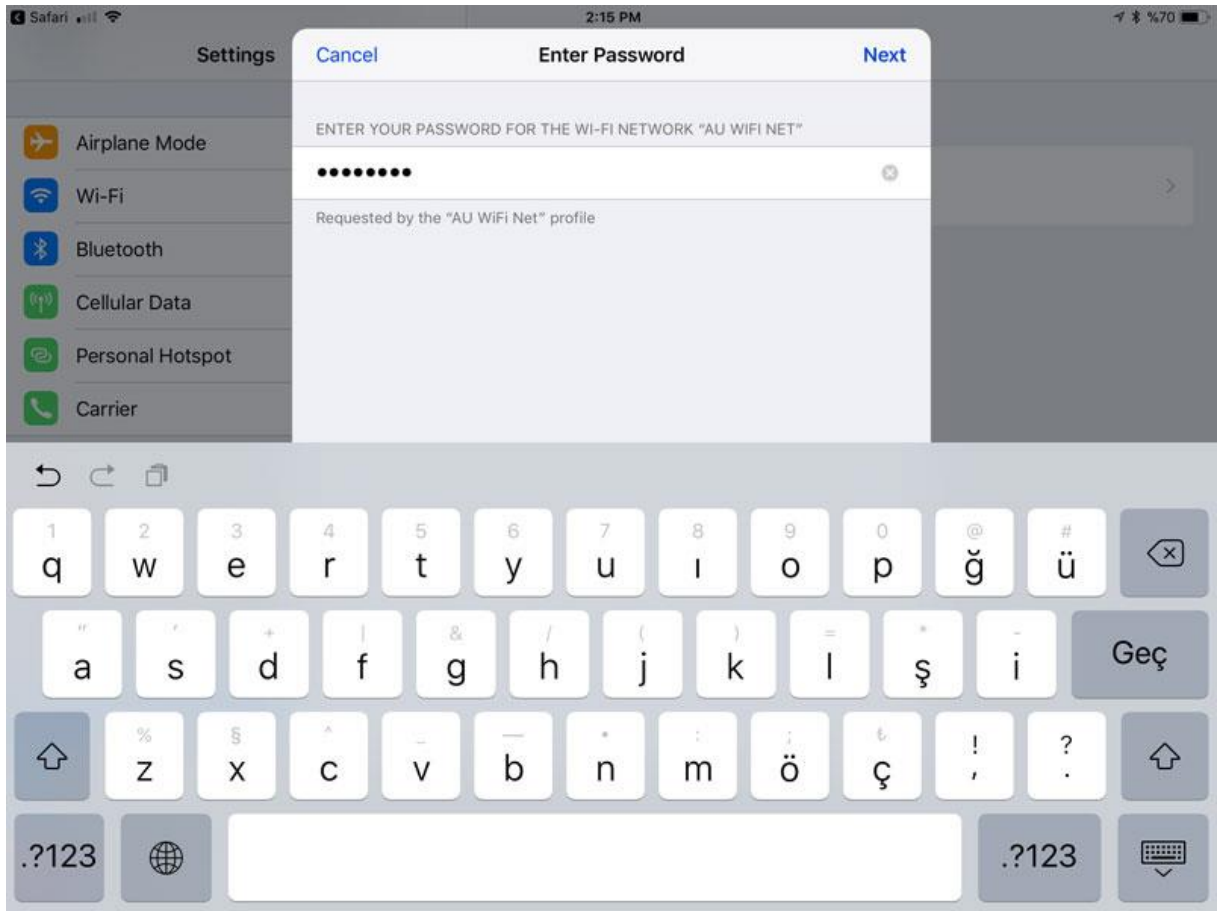 Safari 2:15 PM %70
Settings
Cancel Enter Password Next
ENTER YOUR PASSWORD FOR THE WI-FI NETWORK “AU WIFI NET”
••••••••
Requested by the “AU WiFi Net” profile
Airplane Mode
Wi-Fi
Bluetooth
Cellular Data
Personal Hotspot
Carrier
1 2 3 4 5 6 7 8 9 0 @ #
q w e r t y u ı o p ğ ü
" ' + | & / ( ) = * -
a s d f g h j k l ş i Geç
% § ^ _ — • : ; ₺ ! ?
z x c v b n m ö ç , .
.?123 .?123